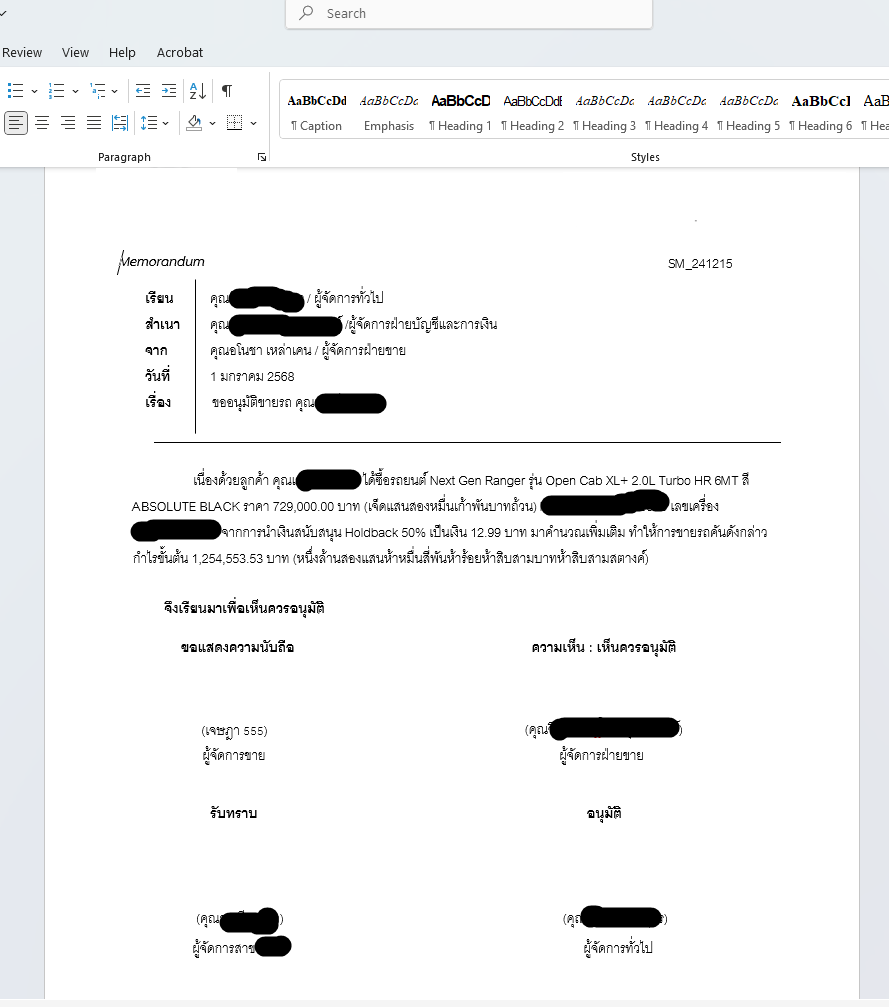 Search
Review View Help Acrobat
AaBbCcDd AaBbCcDc AaBbCcD AaBbCcDdE AaBbCcDc AaBbCcDc AaBbCcDc AaBbCcI AaB
¶ Caption Emphasis ¶ Heading 1 ¶ Heading 2 ¶ Heading 3 ¶ Heading 4 ¶ Heading 5 ¶ Heading 6 ¶ Hea
Paragraph Styles
Memorandum SM_241215
เรียน คุณ / ผู้จัดการทั่วไป
สำเนา คุณ /ผู้จัดการฝ่ายบัญชีและการเงิน
จาก คุณอโนชา เหล่าเคน / ผู้จัดการฝ่ายขาย
วันที่ 1 มกราคม 2568
เรื่อง ขออนุมัติขายรถ คุณ
เนื่องด้วยลูกค้า คุณ ได้ซื้อรถยนต์ Next Gen Ranger รุ่น Open Cab XL+ 2.0L Turbo HR 6MT สี
ABSOLUTE BLACK ราคา 729,000.00 บาท (เจ็ดแสนสองหมื่นเก้าพันบาทถ้วน) เลขเครื่อง
จากการนำเงินสนับสนุน Holdback 50% เป็นเงิน 12.99 บาท มาคำนวณเพิ่มเติม ทำให้การขายรถคันดังกล่าว
กำไรขั้นต้น 1,254,553.53 บาท (หนึ่งล้านสองแสนห้าหมื่นสี่พันห้าร้อยห้าสิบสามบาทห้าสิบสามสตางค์)
จึงเรียนมาเพื่อเห็นควรอนุมัติ
ขอแสดงความนับถือ ความเห็น : เห็นควรอนุมัติ
(เจษฎา 555) (คุณ )
ผู้จัดการขาย ผู้จัดการฝ่ายขาย
รับทราบ อนุมัติ
(คุณ ) (คุณ )
ผู้จัดการสาข ผู้จัดการทั่วไป